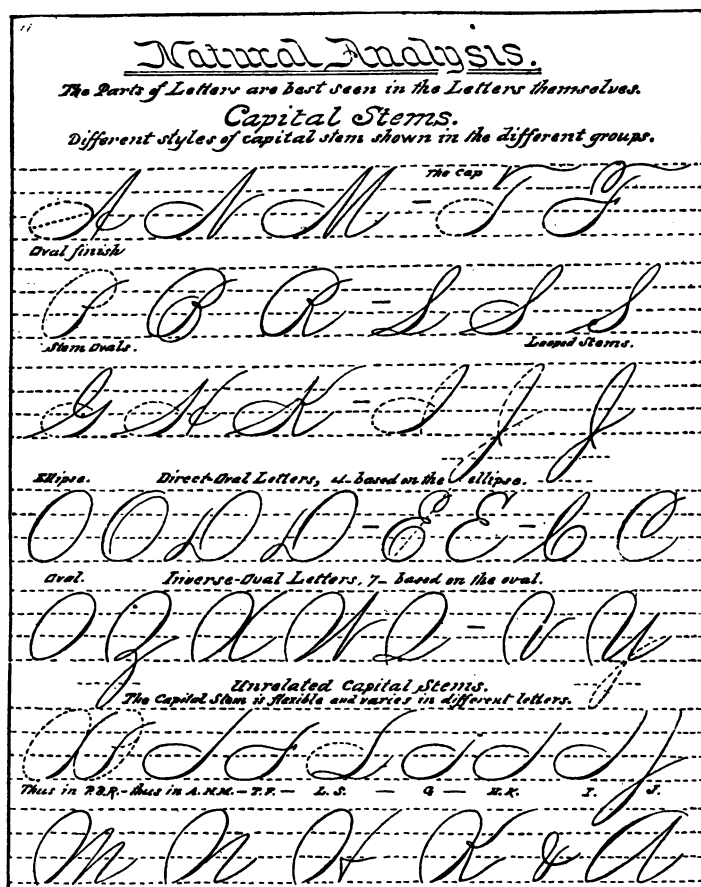 Natural Analysis.
The Parts of Letters are best seen in the Letters themselves.
Capital Stems.
Different styles of capital stem shown in the different groups.
The Cap
A N M - T F
Oval finish
P B R - L S S
Stem Ovals. Looped Stems.
G H K - I J J
Ellipse. Direct-Oval Letters, based on the ellipse.
O O D D - E E - C C
Oval. Inverse-Oval Letters, 7- based on the oval.
O Z X W Q - V Y
Unrelated Capital Stems.
The Capital Stem is flexible and varies in different letters.
Thus in P.B.R. - thus in A.N.M. - T.F. - L.S. - G - H.K. I. J.
M N H K & A